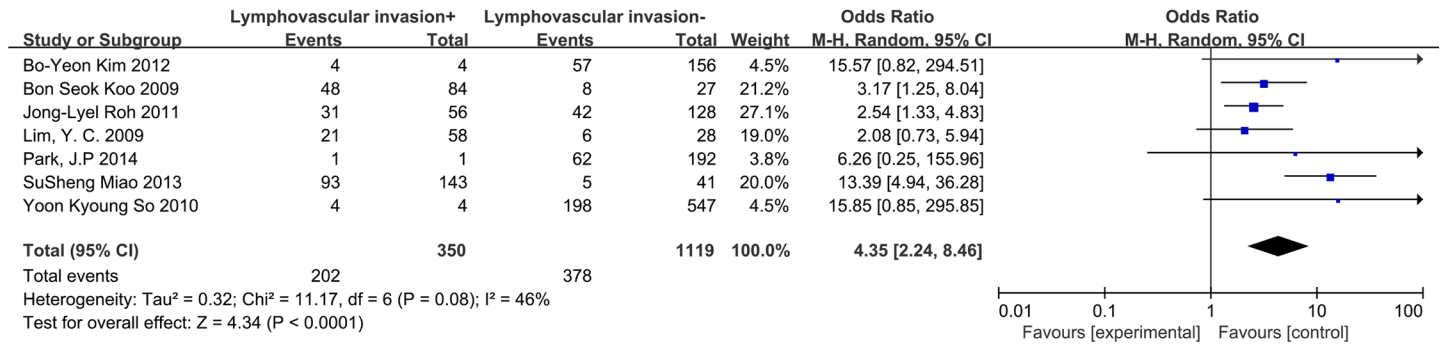 Lymphovascular invasion+ Lymphovascular invasion- Odds Ratio Odds Ratio
Study or Subgroup Events Total Events Total Weight M-H, Random, 95% CI M-H, Random, 95% CI
Bo-Yeon Kim 2012 4 4 57 156 4.5% 15.57 [0.82, 294.51]
Bon Seok Koo 2009 48 84 8 27 21.2% 3.17 [1.25, 8.04]
Jong-Lyel Roh 2011 31 56 42 128 27.1% 2.54 [1.33, 4.83]
Lim, Y. C. 2009 21 58 6 28 19.0% 2.08 [0.73, 5.94]
Park, J.P 2014 1 1 62 192 3.8% 6.26 [0.25, 155.96]
SuSheng Miao 2013 93 143 5 41 20.0% 13.39 [4.94, 36.28]
Yoon Kyoung So 2010 4 4 198 547 4.5% 15.85 [0.85, 295.85]
Total (95% CI) 350 1119 100.0% 4.35 [2.24, 8.46]
Total events 202 378
Heterogeneity: Tau² = 0.32; Chi² = 11.17, df = 6 (P = 0.08); I² = 46%
Test for overall effect: Z = 4.34 (P < 0.0001)
0.01 0.1 1 10 100
Favours [experimental] Favours [control]